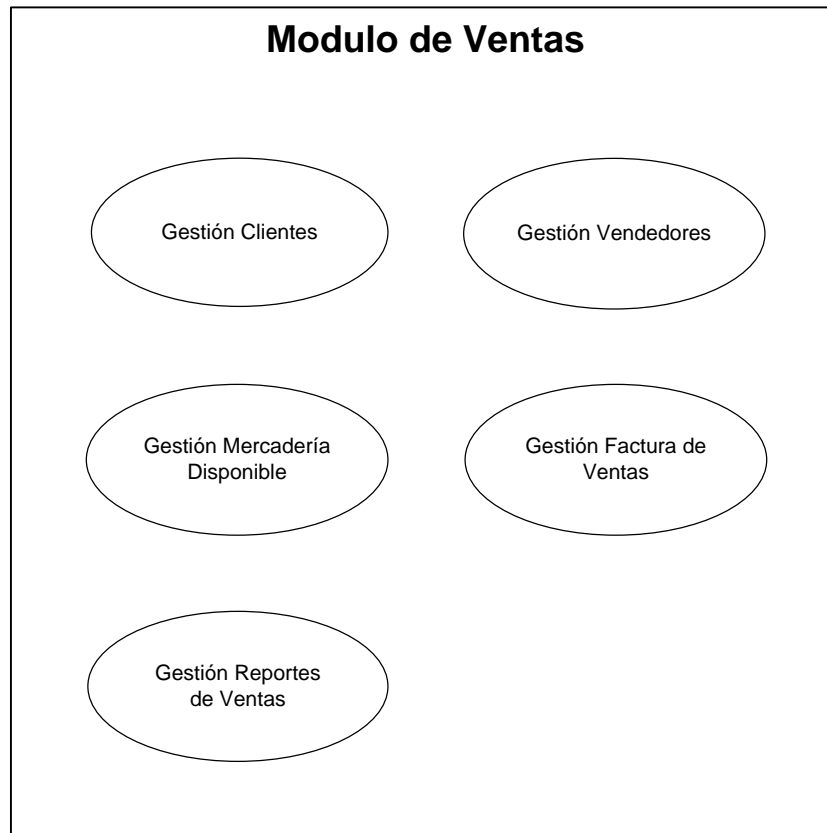 Modulo de Ventas
Gestión Clientes
Gestión Vendedores
Gestión Mercadería
Disponible
Gestión Factura de
Ventas
Gestión Reportes
de Ventas